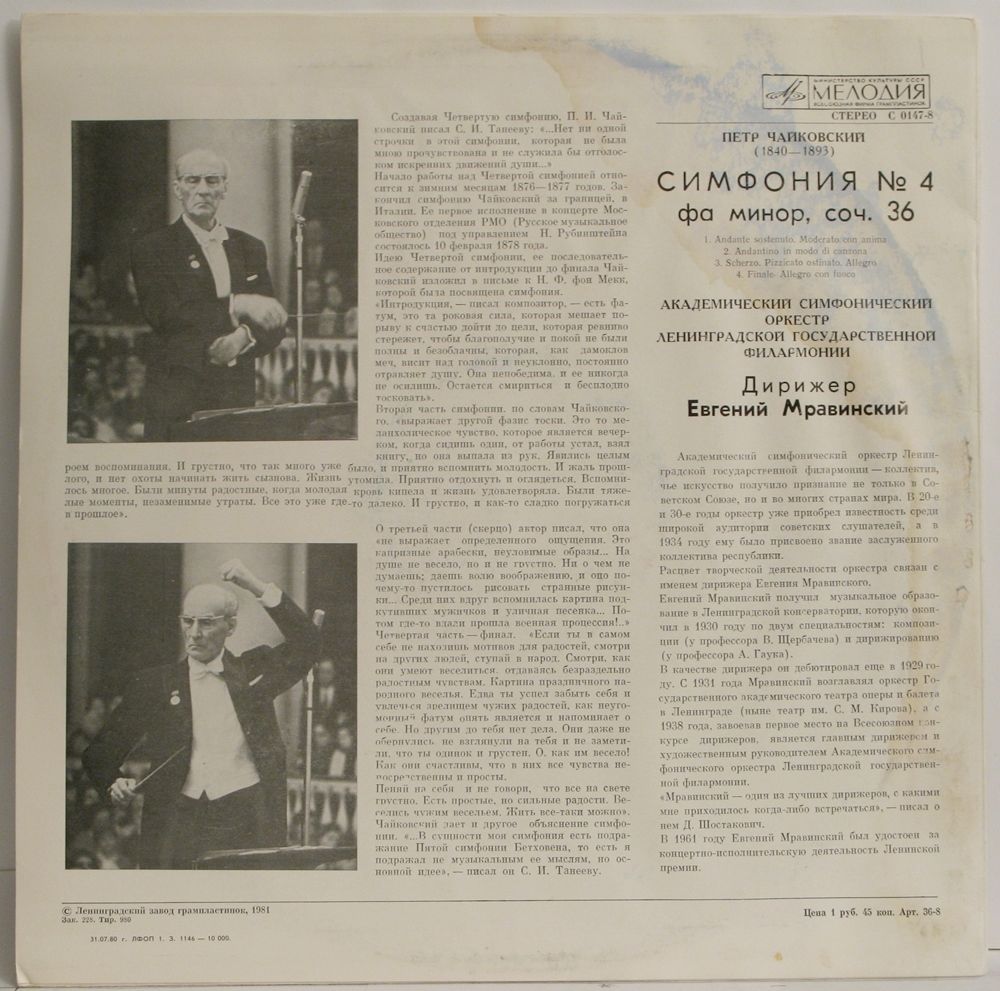 МИНИСТЕРСТВО КУЛЬТУРЫ СССР
МЕЛОДИЯ
ВСЕСОЮЗНАЯ ФИРМА ГРАМПЛАСТИНОК
СТЕРЕО С 0147-8
ПЕТР ЧАЙКОВСКИЙ
(1840—1893)
СИМФОНИЯ № 4
фа минор, соч. 36
1. Andante sostenuto. Moderato con anima
2. Andantino in modo di canzona
3. Scherzo. Pizzicato ostinato. Allegro
4. Finale. Allegro con fuoco
АКАДЕМИЧЕСКИЙ СИМФОНИЧЕСКИЙ
ОРКЕСТР
ЛЕНИНГРАДСКОЙ ГОСУДАРСТВЕННОЙ
ФИЛАРМОНИИ
Дирижер
Евгений Мравинский
Создавая Четвертую симфонию, П. И. Чай-
ковский писал С. И. Танееву: «...Нет ни одной
строчки в этой симфонии, которая не была
мною прочувствована и не служила бы отголос-
ком искренних движений души...»
Начало работы над Четвертой симфонией отно-
сится к зимним месяцам 1876—1877 годов. За-
кончил симфонию Чайковский за границей, в
Италии. Ее первое исполнение в концерте Мос-
ковского отделения РМО (Русское музыкальное
общество) под управлением Н. Рубинштейна
состоялось 10 февраля 1878 года.
Идею Четвертой симфонии, ее последователь-
ное содержание от интродукции до финала Чай-
ковский изложил в письме к Н. Ф. фон Мекк,
которой была посвящена симфония.
«Интродукция, — писал композитор, — есть фа-
тум, это та роковая сила, которая мешает по-
рыву к счастью дойти до цели, которая ревниво
стережет, чтобы благополучие и покой не были
полны и безоблачны, которая, как дамоклов
меч, висит над головой и неуклонно, постоянно
отравляет душу. Она непобедима, и ее никогда
не осилишь. Остается смириться и бесплодно
тосковать».
Вторая часть симфонии, по словам Чайковско-
го, «выражает другой фазис тоски. Это то ме-
ланхолическое чувство, которое является вечер-
ком, когда сидишь один, от работы устал, взял
книгу, но она выпала из рук. Явились целым
роем воспоминания. И грустно, что так много уже было, и приятно вспомнить молодость. И жаль прош-
лого, и нет охоты начинать жить сызнова. Жизнь утомила. Приятно отдохнуть и оглядеться. Вспомни-
лось многое. Были минуты радостные, когда молодая кровь кипела и жизнь удовлетворяла. Были тяже-
лые моменты, незаменимые утраты. Все это уже где-то далеко. И грустно, и как-то сладко погружаться
в прошлое».
О третьей части (скерцо) автор писал, что она
«не выражает определенного ощущения. Это
капризные арабески, неуловимые образы... На
душе не весело, но и не грустно. Ни о чем не
думаешь; даешь волю воображению, и оно по-
чему-то пустилось рисовать странные рисун-
ки... Среди них вдруг вспомнилась картина под-
кутивших мужичков и уличная песенка... По-
том где-то вдали прошла военная процессия!..»
Четвертая часть — финал. «Если ты в самом
себе не находишь мотивов для радостей, смотри
на других людей, ступай в народ. Смотри, как
они умеют веселиться, отдаваясь безраздельно
радостным чувствам. Картина праздничного на-
родного веселья. Едва ты успел забыть себя и
увлечься зрелищем чужих радостей, как неуго-
монный фатум опять является и напоминает о
себе. Но другим до тебя нет дела. Они даже не
обернулись, не взглянули на тебя и не замети-
ли, что ты одинок и грустен. О, как им весело!
Как они счастливы, что в них все чувства не-
посредственны и просты.
Пеняй на себя и не говори, что все на свете
грустно. Есть простые, но сильные радости. Ве-
селись чужим весельем. Жить все-таки можно».
Чайковский дает и другое объяснение симфо-
нии. «...В сущности моя симфония есть подра-
жание Пятой симфонии Бетховена, то есть я
подражал не музыкальным ее мыслям, но ос-
новной идее», — писал он С. И. Танееву.
Академический симфонический оркестр Ленин-
градской государственной филармонии — коллектив,
чье искусство получило признание не только в Со-
ветском Союзе, но и во многих странах мира. В 20-е
и 30-е годы оркестр уже приобрел известность среди
широкой аудитории советских слушателей, а в
1934 году ему было присвоено звание заслуженного
коллектива республики.
Расцвет творческой деятельности оркестра связан с
именем дирижера Евгения Мравинского.
Евгений Мравинский получил музыкальное образо-
вание в Ленинградской консерватории, которую окон-
чил в 1930 году по двум специальностям: компози-
ции (у профессора В. Щербачева) и дирижированию
(у профессора А. Гаука).
В качестве дирижера он дебютировал еще в 1929 го-
ду. С 1931 года Мравинский возглавлял оркестр Го-
сударственного академического театра оперы и балета
в Ленинграде (ныне театр им. С. М. Кирова), а с
1938 года, завоевав первое место на Всесоюзном кон-
курсе дирижеров, является главным дирижером и
художественным руководителем Академического сим-
фонического оркестра Ленинградской государствен-
ной филармонии.
«Мравинский — один из лучших дирижеров, с какими
мне приходилось когда-либо встречаться», — писал о
нем Д. Шостакович.
В 1961 году Евгений Мравинский был удостоен за
концертно-исполнительскую деятельность Ленинской
премии.
© Ленинградский завод грампластинок, 1981
Зак. 228. Тир. 980
Цена 1 руб. 45 коп. Арт. 36-8
31.07.80 г. ЛФОП 1. З. 1146 — 10 000.